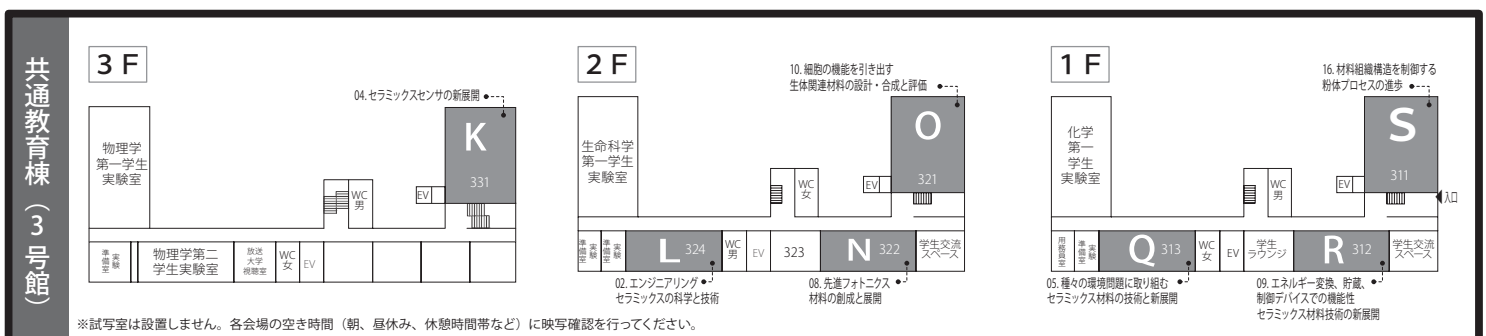 共通教育棟（３号館）
3 F
04. セラミックスセンサの新展開
物理学
第一学生
実験室
K
331
WC
男
EV
準備室
実験
物理学第二
学生実験室
放送
大学
視聴室
WC
女
EV
2 F
10. 細胞の機能を引き出す
生体関連材料の設計・合成と評価
生命科学
第一学生
実験室
O
321
WC
女
EV
準備室
実験
準備室
実験
L 324
WC
男
EV
323
N 322
学生交流
スペース
02. エンジニアリング
セラミックスの科学と技術
08. 先進フォトニクス
材料の創成と展開
1 F
16. 材料組織構造を制御する
粉体プロセスの進歩
化学
第一
学生
実験室
S
311
WC
男
EV
入口
用務員室
準備室
実験
Q 313
WC
女
EV
学生
ラウンジ
R 312
学生交流
スペース
05. 種々の環境問題に取り組む
セラミックス材料の技術と新展開
09. エネルギー変換、貯蔵、
制御デバイスでの機能性
セラミックス材料技術の新展開
※試写室は設置しません。各会場の空き時間（朝、昼休み、休憩時間帯など）に映写確認を行ってください。